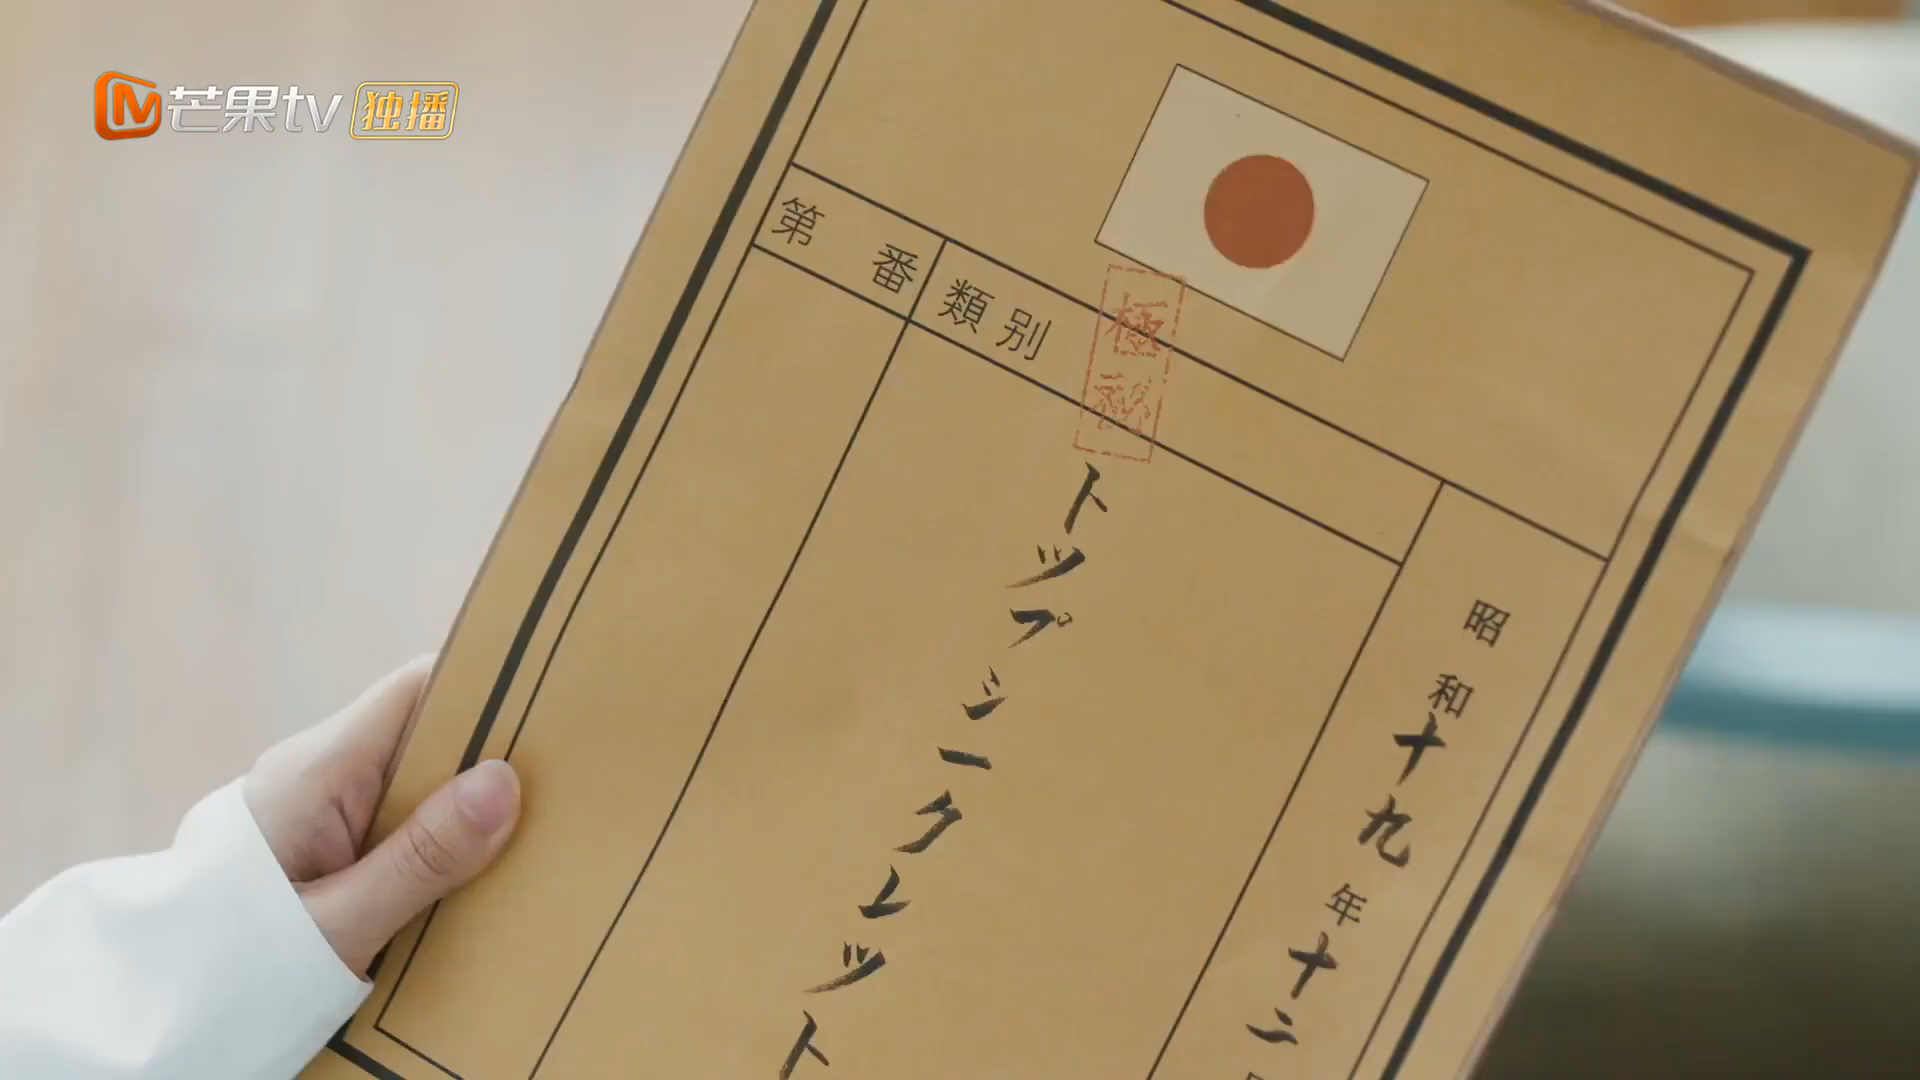 芒果tv 独播
第 番
類别
極秘
トップシークレット
昭和十九年十二